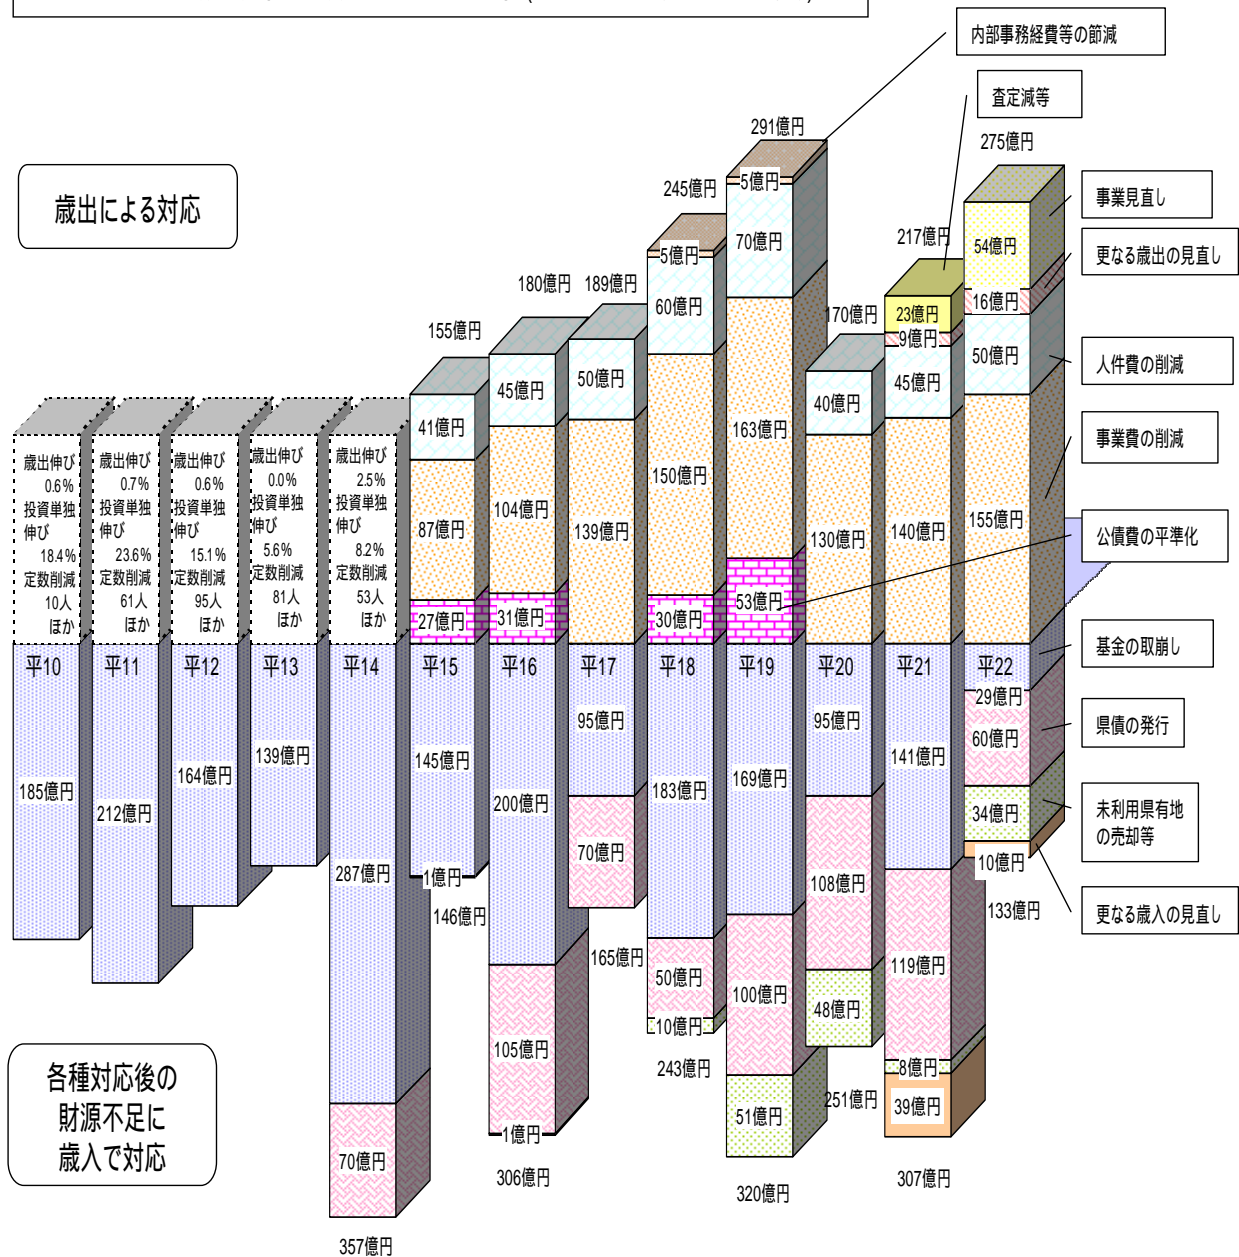 内部事務経費等の節減
査定減等
291億円
275億円
歳出による対応
245億円
217億円
180億円
189億円
170億円
155億円
事業見直し
更なる歳出の見直し
人件費の削減
事業費の削減
公債費の平準化
基金の取崩し
県債の発行
未利用県有地
の売却等
更なる歳入の見直し
歳出伸び
0.6%
投資単独
伸び
18.4%
定数削減
10人
ほか
歳出伸び
0.7%
投資単独
伸び
23.6%
定数削減
61人
ほか
歳出伸び
0.6%
投資単独
伸び
15.1%
定数削減
95人
ほか
歳出伸び
0.0%
投資単独
伸び
5.6%
定数削減
81人
ほか
歳出伸び
2.5%
投資単独
伸び
8.2%
定数削減
53人
ほか
41億円
87億円
27億円
45億円
104億円
31億円
50億円
139億円
5億円
60億円
150億円
30億円
5億円
70億円
163億円
53億円
40億円
130億円
23億円
9億円
45億円
140億円
54億円
16億円
50億円
155億円
平10
平11
平12
平13
平14
平15
平16
平17
平18
平19
平20
平21
平22
185億円
212億円
164億円
139億円
287億円
70億円
357億円
145億円
1億円
146億円
200億円
105億円
1億円
306億円
95億円
70億円
165億円
183億円
50億円
10億円
243億円
169億円
100億円
51億円
320億円
95億円
108億円
48億円
251億円
141億円
119億円
8億円
39億円
307億円
29億円
60億円
34億円
10億円
133億円
各種対応後の
財源不足に
歳入で対応